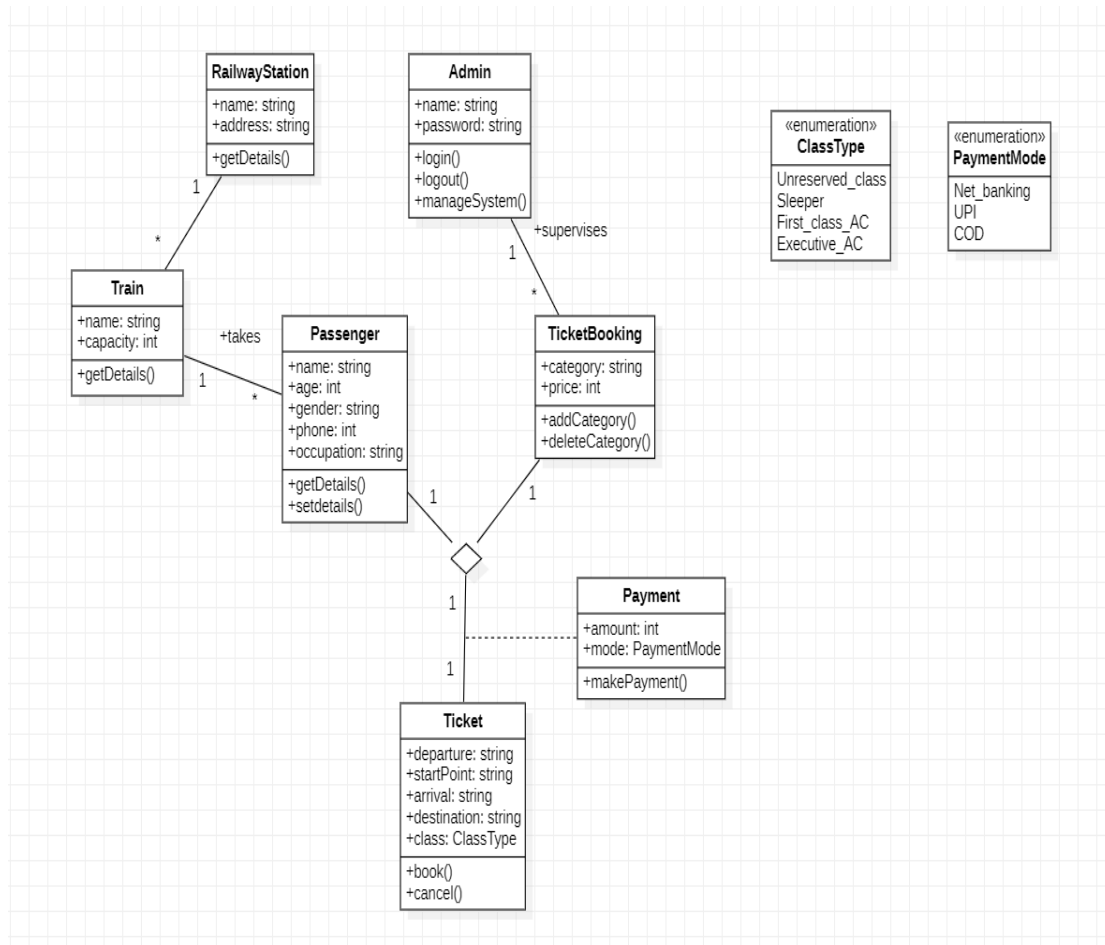 RailwayStation
+name: string
+address: string
+getDetails()
Admin
+name: string
+password: string
+login()
+logout()
+manageSystem()
«enumeration»
ClassType
Unreserved_class
Sleeper
First_class_AC
Executive_AC
«enumeration»
PaymentMode
Net_banking
UPI
COD
1
*
+supervises
1
*
Train
+name: string
+capacity: int
+getDetails()
+takes
1
*
Passenger
+name: string
+age: int
+gender: string
+phone: int
+occupation: string
+getDetails()
+setdetails()
TicketBooking
+category: string
+price: int
+addCategory()
+deleteCategory()
1
1
1
1
Payment
+amount: int
+mode: PaymentMode
+makePayment()
Ticket
+departure: string
+startPoint: string
+arrival: string
+destination: string
+class: ClassType
+book()
+cancel()